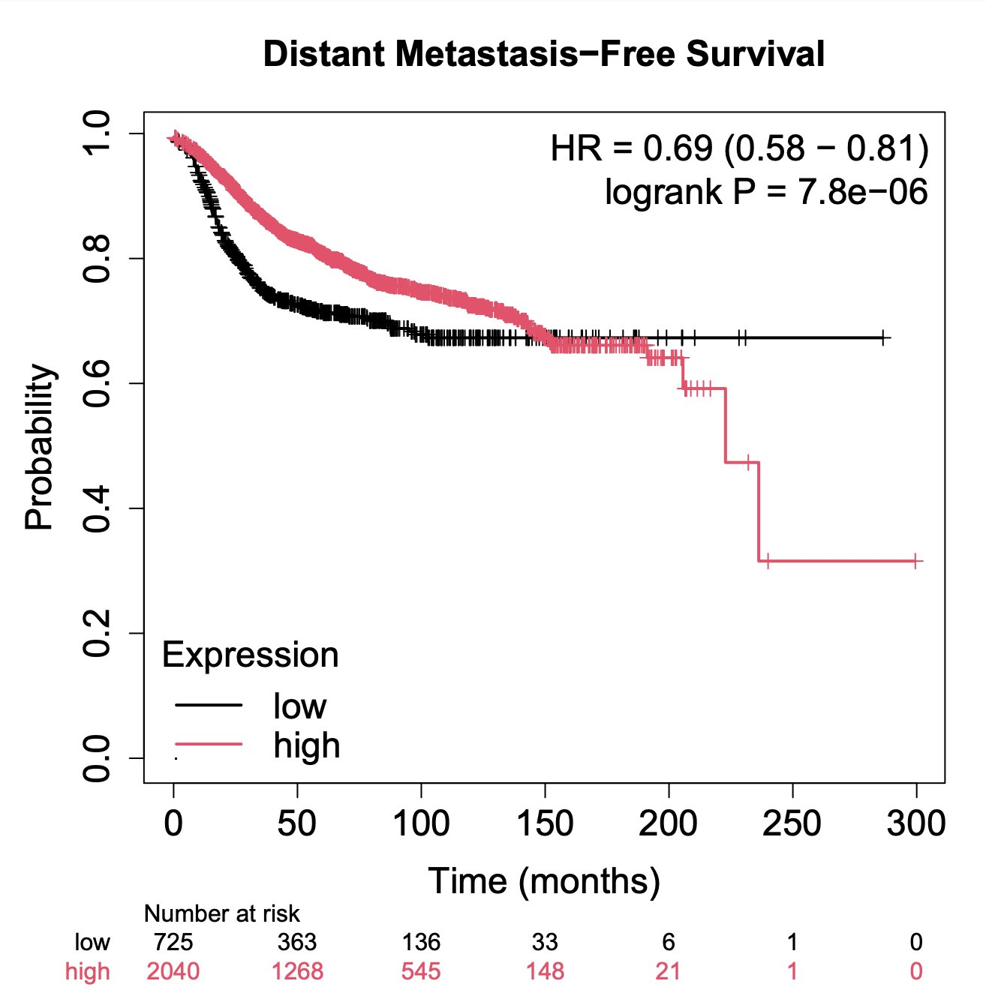 Distant Metastasis−Free Survival
HR = 0.69 (0.58 − 0.81)
logrank P = 7.8e−06
1.0
0.8
0.6
0.4
0.2
0.0
Probability
Expression
low
high
0 50 100 150 200 250 300
Time (months)
Number at risk
low 725 363 136 33 6 1 0
high 2040 1268 545 148 21 1 0